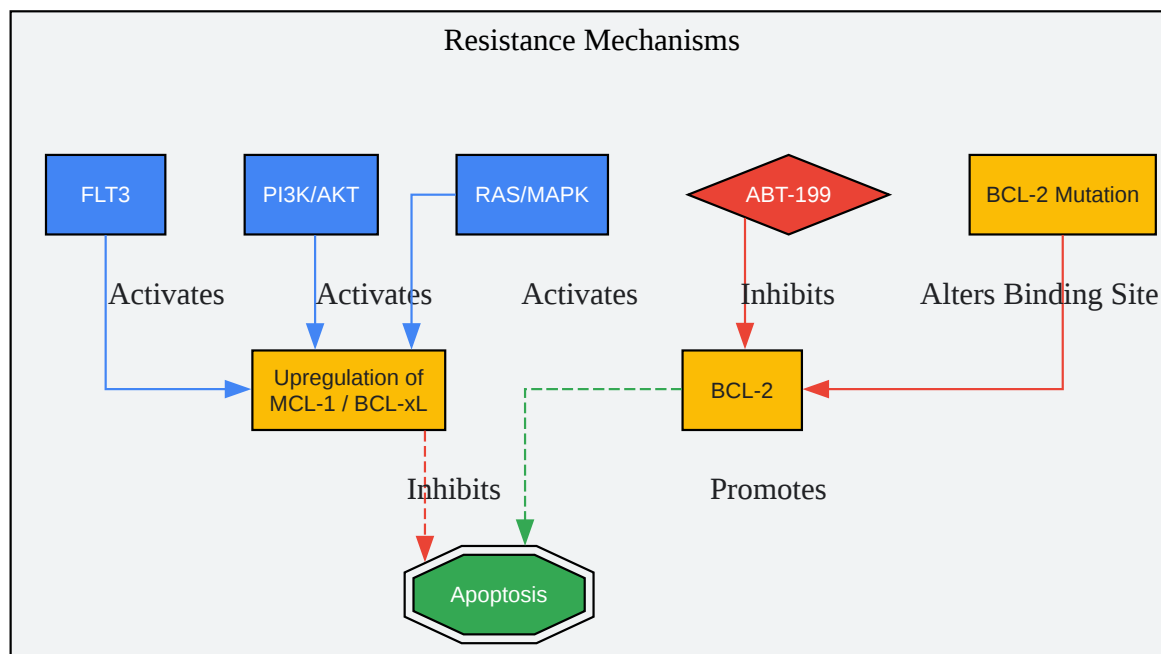 Resistance Mechanisms
FLT3
PI3K/AKT
RAS/MAPK
ABT-199
BCL-2 Mutation
Activates
Activates
Activates
Inhibits
Alters Binding Site
Upregulation of
MCL-1 / BCL-xL
BCL-2
Inhibits
Promotes
Apoptosis